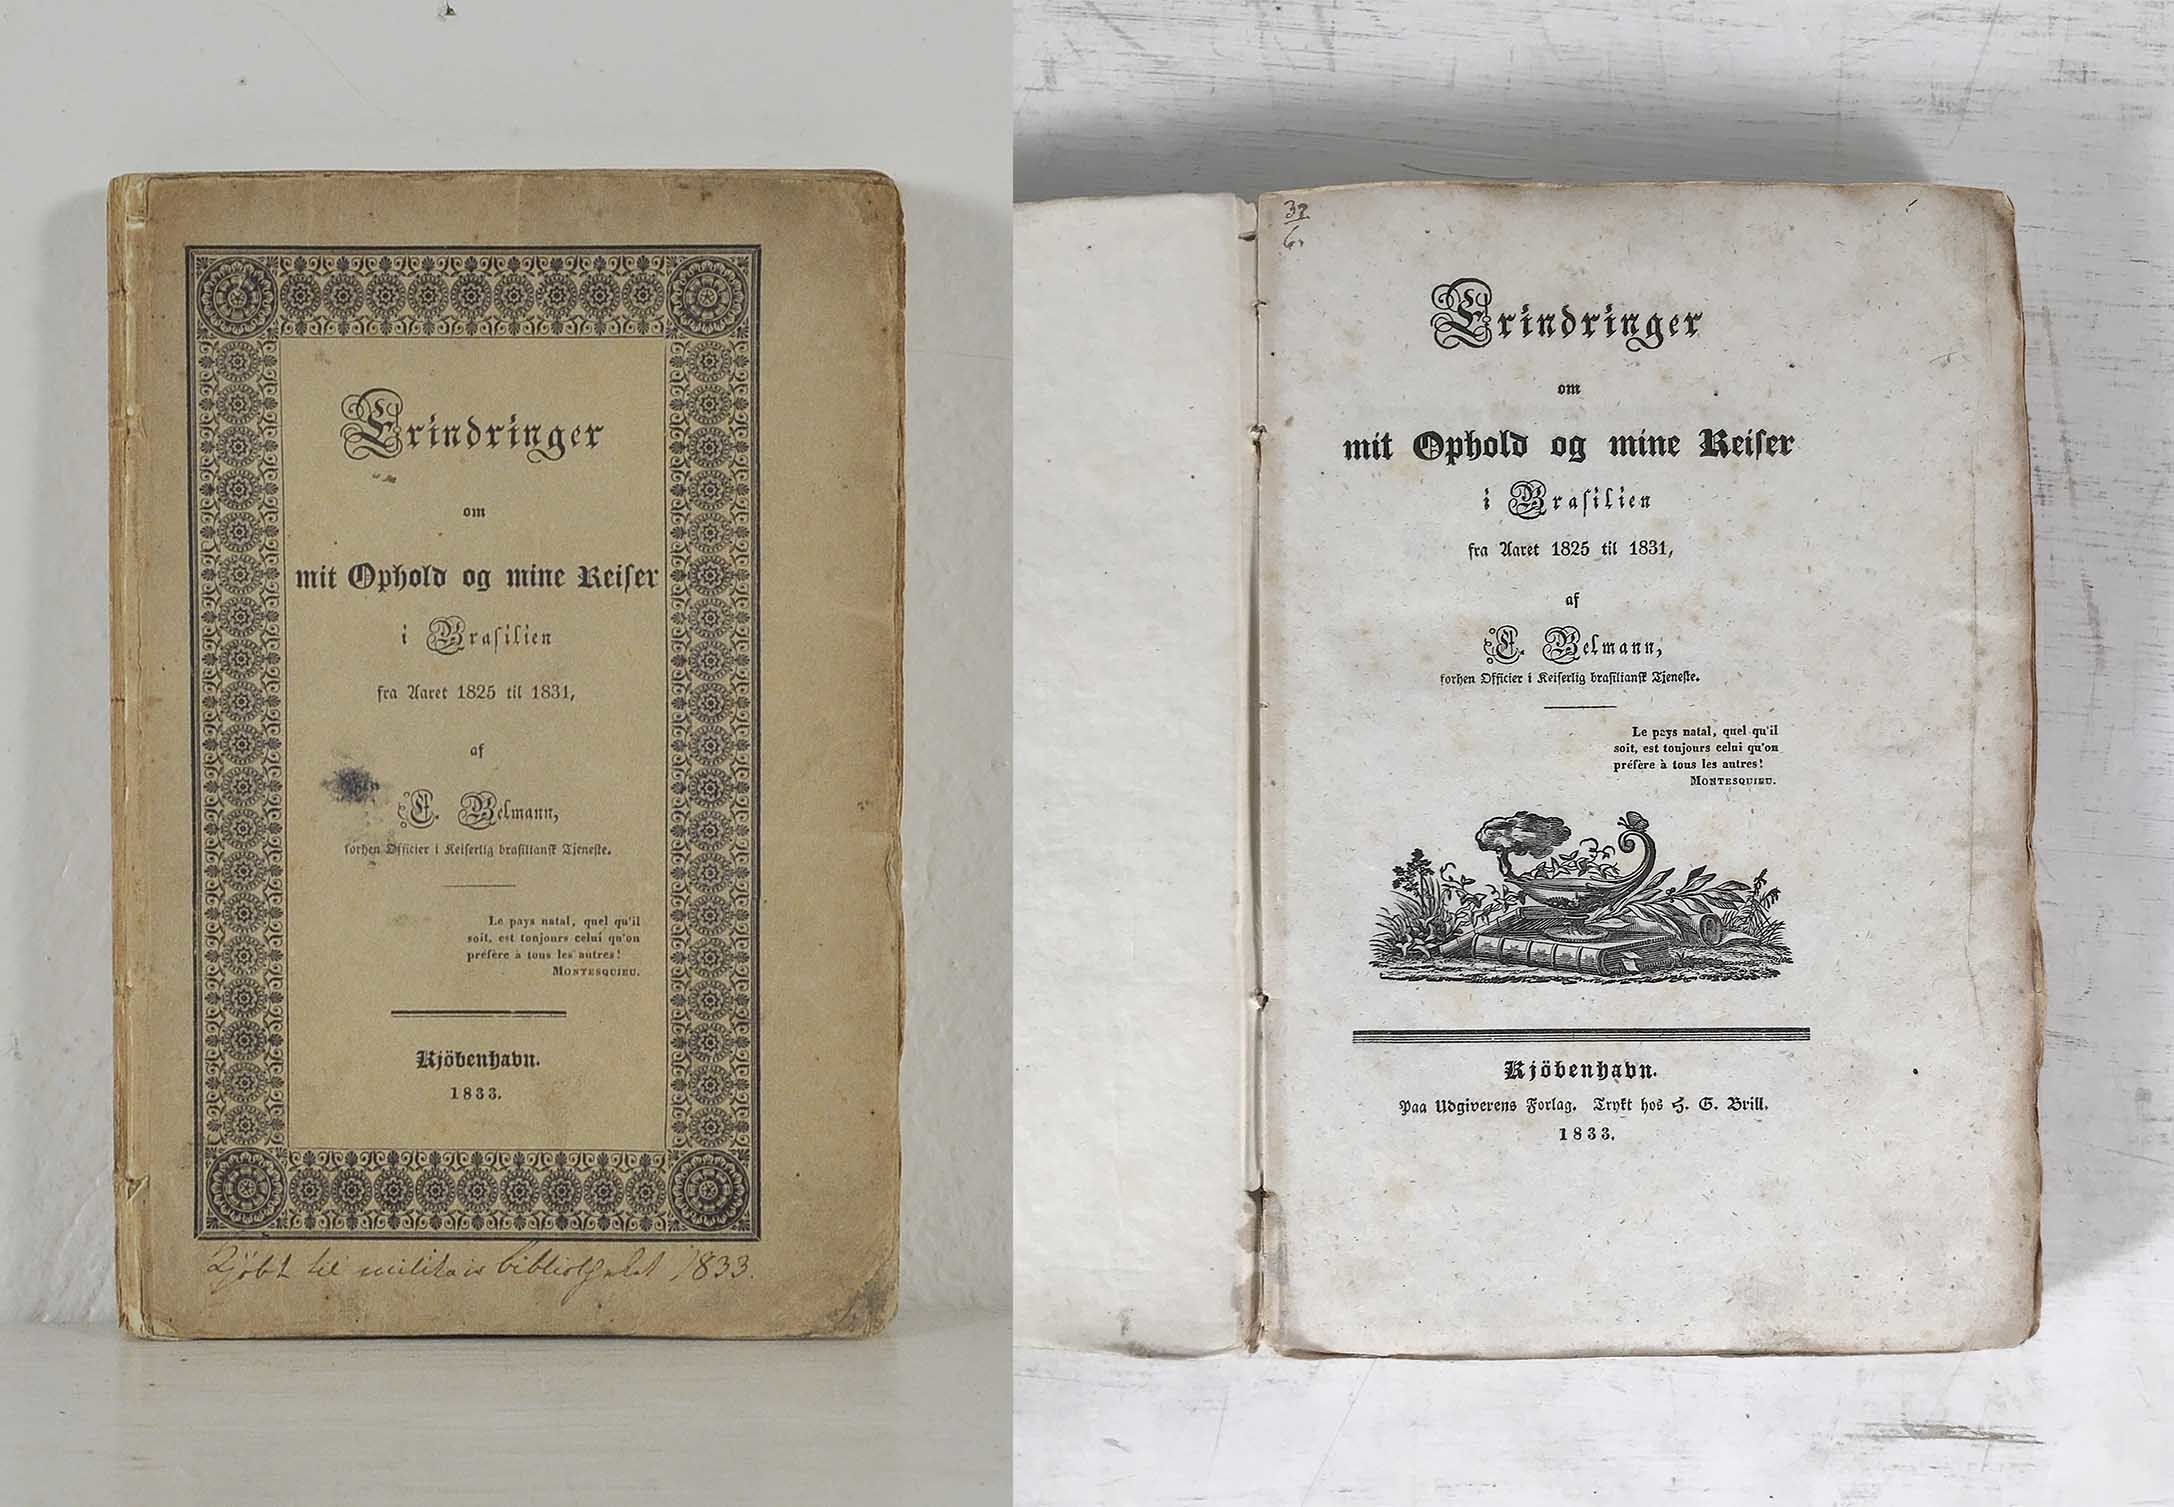 Erindringer
om
mit Ophold og mine Reiser
i Brasilien
fra Aaret 1825 til 1831,
af
C. Belmann,
forhen Officier i Keiserlig brasiliansk Tjeneste.
Le pays natal, quel qu'il
soit, est toujours celui qu'on
préfère à tous les autres!
MONTESQUIEU.
Kjöbenhavn.
1833.
Kjöbt til militair bibliotheket 1833.
Erindringer
om
mit Ophold og mine Reiser
i Brasilien
fra Aaret 1825 til 1831,
af
C. Belmann,
forhen Officier i Keiserlig brasiliansk Tjeneste.
Le pays natal, quel qu'il
soit, est toujours celui qu'on
préfère à tous les autres!
MONTESQUIEU.
Kjöbenhavn.
Paa Udgiverens Forlag. Trykt hos H. G. Brill.
1833.